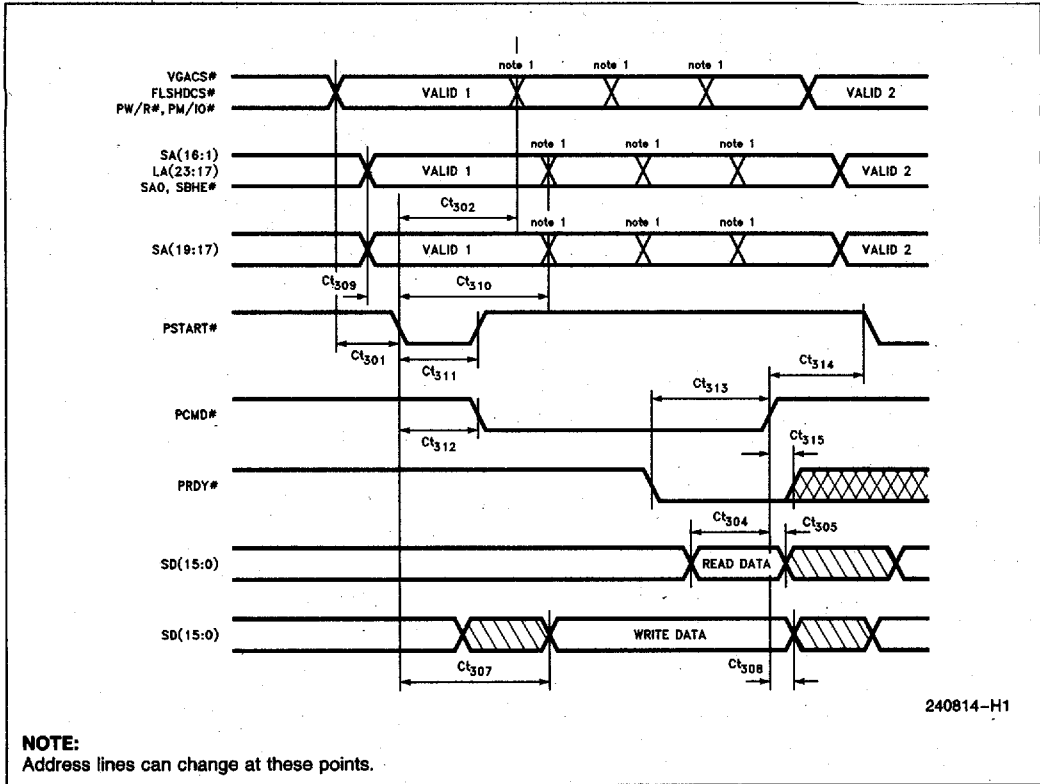 note 1 note 1 note 1
VGACS#
FLSHDCS# VALID 1 VALID 2
PW/R#, PM/IO#
note 1 note 1 note 1
SA(16:1)
LA(23:17) VALID 1 VALID 2
SA0, SBHE#
Ct302
note 1 note 1 note 1
SA(19:17) VALID 1 VALID 2
Ct309 Ct310
PSTART#
Ct301 Ct311 Ct314
Ct313
PCMD#
Ct312 Ct315
PRDY#
Ct304 Ct305
SD(15:0) READ DATA
SD(15:0) WRITE DATA
Ct307 Ct308
240814–H1
NOTE:
Address lines can change at these points.